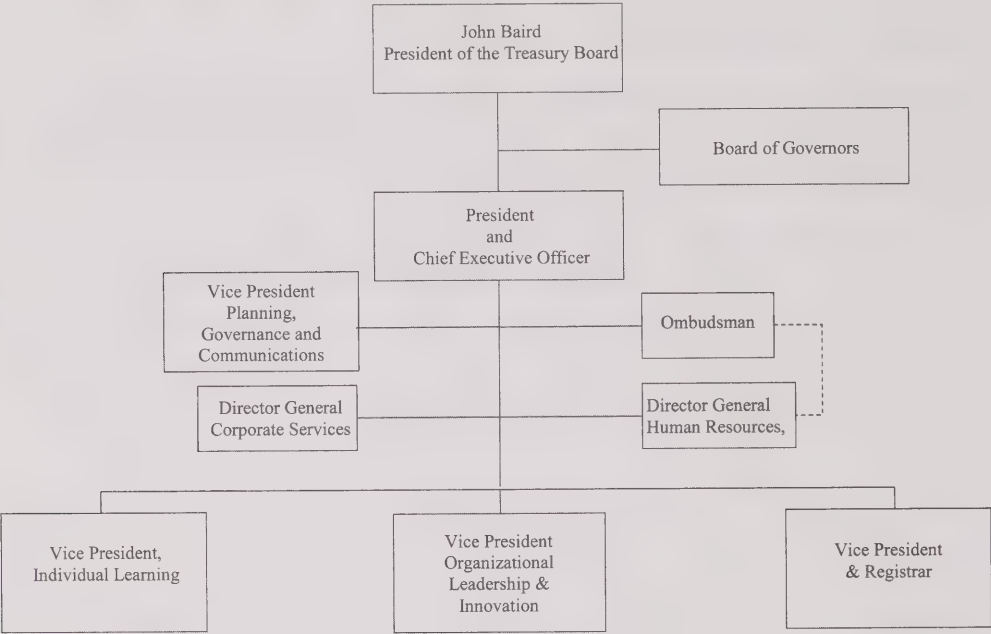 John Baird
President of the Treasury Board
Board of Governors
President
and
Chief Executive Officer
Vice President
Planning,
Governance and
Communications
Ombudsman
Director General
Corporate Services
Director General
Human Resources,
Vice President,
Individual Learning
Vice President
Organizational
Leadership &
Innovation
Vice President
& Registrar